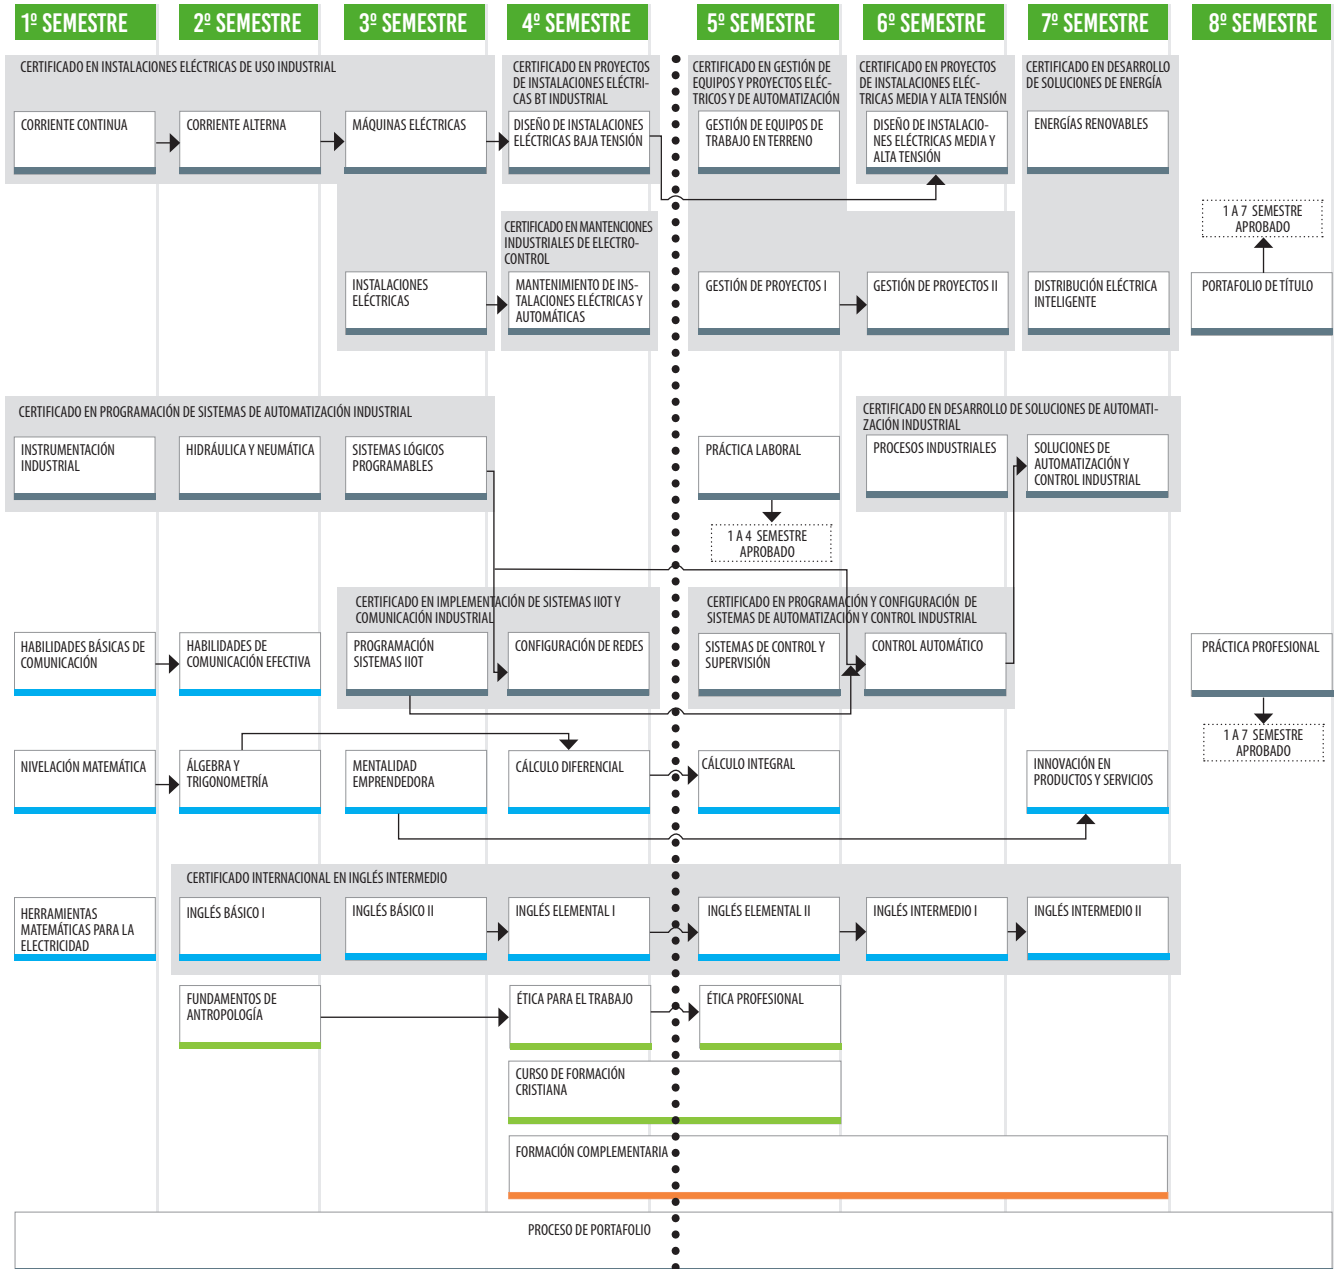 1º SEMESTRE
2º SEMESTRE
3º SEMESTRE
4º SEMESTRE
5º SEMESTRE
6º SEMESTRE
7º SEMESTRE
8º SEMESTRE
CERTIFICADO EN INSTALACIONES ELÉCTRICAS DE USO INDUSTRIAL
CERTIFICADO EN PROYECTOS
DE INSTALACIONES ELÉCTRI-
CAS BT INDUSTRIAL
CERTIFICADO EN GESTIÓN DE
EQUIPOS Y PROYECTOS ELÉC-
TRICOS Y DE AUTOMATIZACIÓN
CERTIFICADO EN PROYECTOS
DE INSTALACIONES ELÉC-
TRICAS MEDIA Y ALTA TENSIÓN
CERTIFICADO EN DESARROLLO
DE SOLUCIONES DE ENERGÍA
CORRIENTE CONTINUA
CORRIENTE ALTERNA
MÁQUINAS ELÉCTRICAS
DISEÑO DE INSTALACIONES
ELÉCTRICAS BAJA TENSIÓN
GESTIÓN DE EQUIPOS DE
TRABAJO EN TERRENO
DISEÑO DE INSTALACIO-
NES ELÉCTRICAS MEDIA Y
ALTA TENSIÓN
ENERGÍAS RENOVABLES
1 A 7 SEMESTRE
APROBADO
CERTIFICADO EN MANTENCIONES
INDUSTRIALES DE ELECTRO-
CONTROL
INSTALACIONES
ELÉCTRICAS
MANTENIMIENTO DE INS-
TALACIONES ELÉCTRICAS Y
AUTOMÁTICAS
GESTIÓN DE PROYECTOS I
GESTIÓN DE PROYECTOS II
DISTRIBUCIÓN ELÉCTRICA
INTELIGENTE
PORTAFOLIO DE TÍTULO
CERTIFICADO EN PROGRAMACIÓN DE SISTEMAS DE AUTOMATIZACIÓN INDUSTRIAL
CERTIFICADO EN DESARROLLO DE SOLUCIONES DE AUTOMATI-
ZACIÓN INDUSTRIAL
INSTRUMENTACIÓN
INDUSTRIAL
HIDRÁULICA Y NEUMÁTICA
SISTEMAS LÓGICOS
PROGRAMABLES
PRÁCTICA LABORAL
PROCESOS INDUSTRIALES
SOLUCIONES DE
AUTOMATIZACIÓN Y
CONTROL INDUSTRIAL
1 A 4 SEMESTRE
APROBADO
CERTIFICADO EN IMPLEMENTACIÓN DE SISTEMAS IIOT Y
COMUNICACIÓN INDUSTRIAL
CERTIFICADO EN PROGRAMACIÓN Y CONFIGURACIÓN DE
SISTEMAS DE AUTOMATIZACIÓN Y CONTROL INDUSTRIAL
HABILIDADES BÁSICAS DE
COMUNICACIÓN
HABILIDADES DE
COMUNICACIÓN EFECTIVA
PROGRAMACIÓN
SISTEMAS IIOT
CONFIGURACIÓN DE REDES
SISTEMAS DE CONTROL Y
SUPERVISIÓN
CONTROL AUTOMÁTICO
PRÁCTICA PROFESIONAL
1 A 7 SEMESTRE
APROBADO
NIVELACIÓN MATEMÁTICA
ÁLGEBRA Y
TRIGONOMETRÍA
MENTALIDAD
EMPRENDEDORA
CÁLCULO DIFERENCIAL
CÁLCULO INTEGRAL
INNOVACIÓN EN
PRODUCTOS Y SERVICIOS
CERTIFICADO INTERNACIONAL EN INGLÉS INTERMEDIO
HERRAMIENTAS
MATEMÁTICAS PARA LA
ELECTRICIDAD
INGLÉS BÁSICO I
INGLÉS BÁSICO II
INGLÉS ELEMENTAL I
INGLÉS ELEMENTAL II
INGLÉS INTERMEDIO I
INGLÉS INTERMEDIO II
FUNDAMENTOS DE
ANTROPOLOGÍA
ÉTICA PARA EL TRABAJO
ÉTICA PROFESIONAL
CURSO DE FORMACIÓN
CRISTIANA
FORMACIÓN COMPLEMENTARIA
PROCESO DE PORTAFOLIO